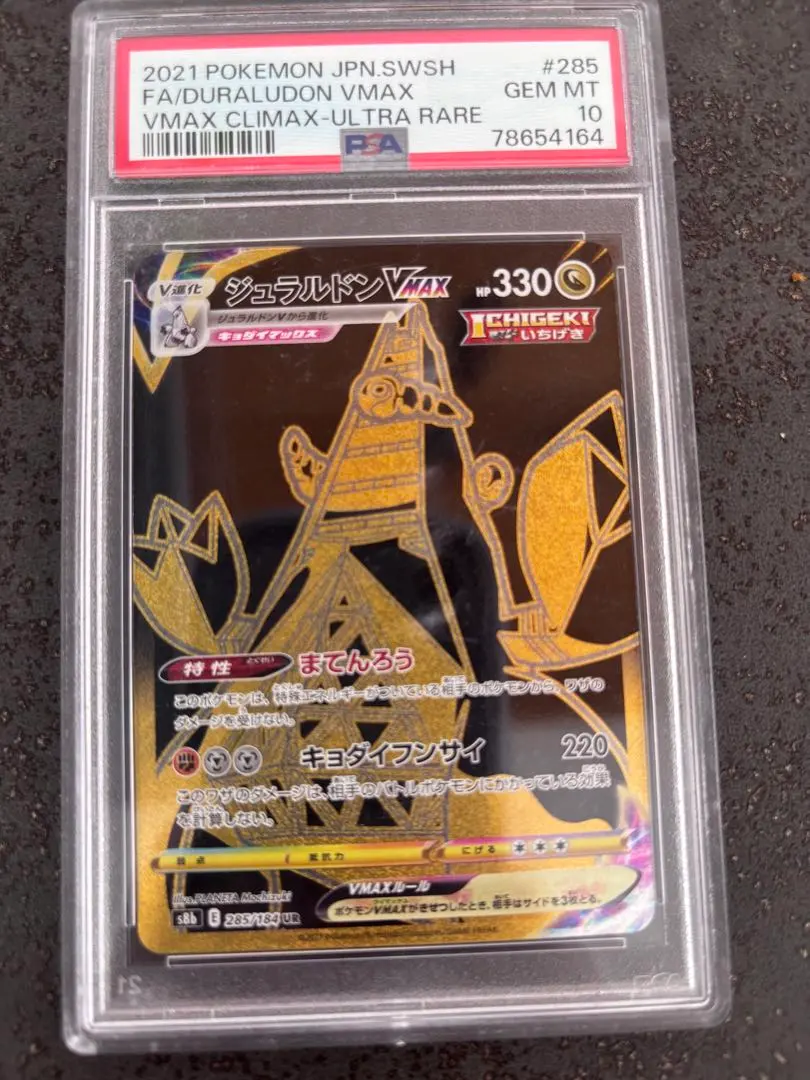 2021 POKEMON JPN.SWSH #285
FA/DURALUDON VMAX GEM MT
VMAX CLIMAX-ULTRA RARE 10
PSA 78654164
V進化 ジュラルドンVMAX HP330
ジュラルドンVから進化
キョダイマックス
ICHIGEKI
いちげき
特性 とくせい まてんろう
このポケモンは、特殊エネルギーがついている相手のポケモンから、ワザの
ダメージを受けない。
キョダイフンサイ 220
このワザのダメージは、相手のバトルポケモンにかかっている効果
を計算しない。
弱点 抵抗力 にげる
VMAXルール
ポケモンVMAXがきぜつしたとき、相手はサイドを3枚とる。
Illus. PLANETA Mochizuki
s8b E 285/184 UR